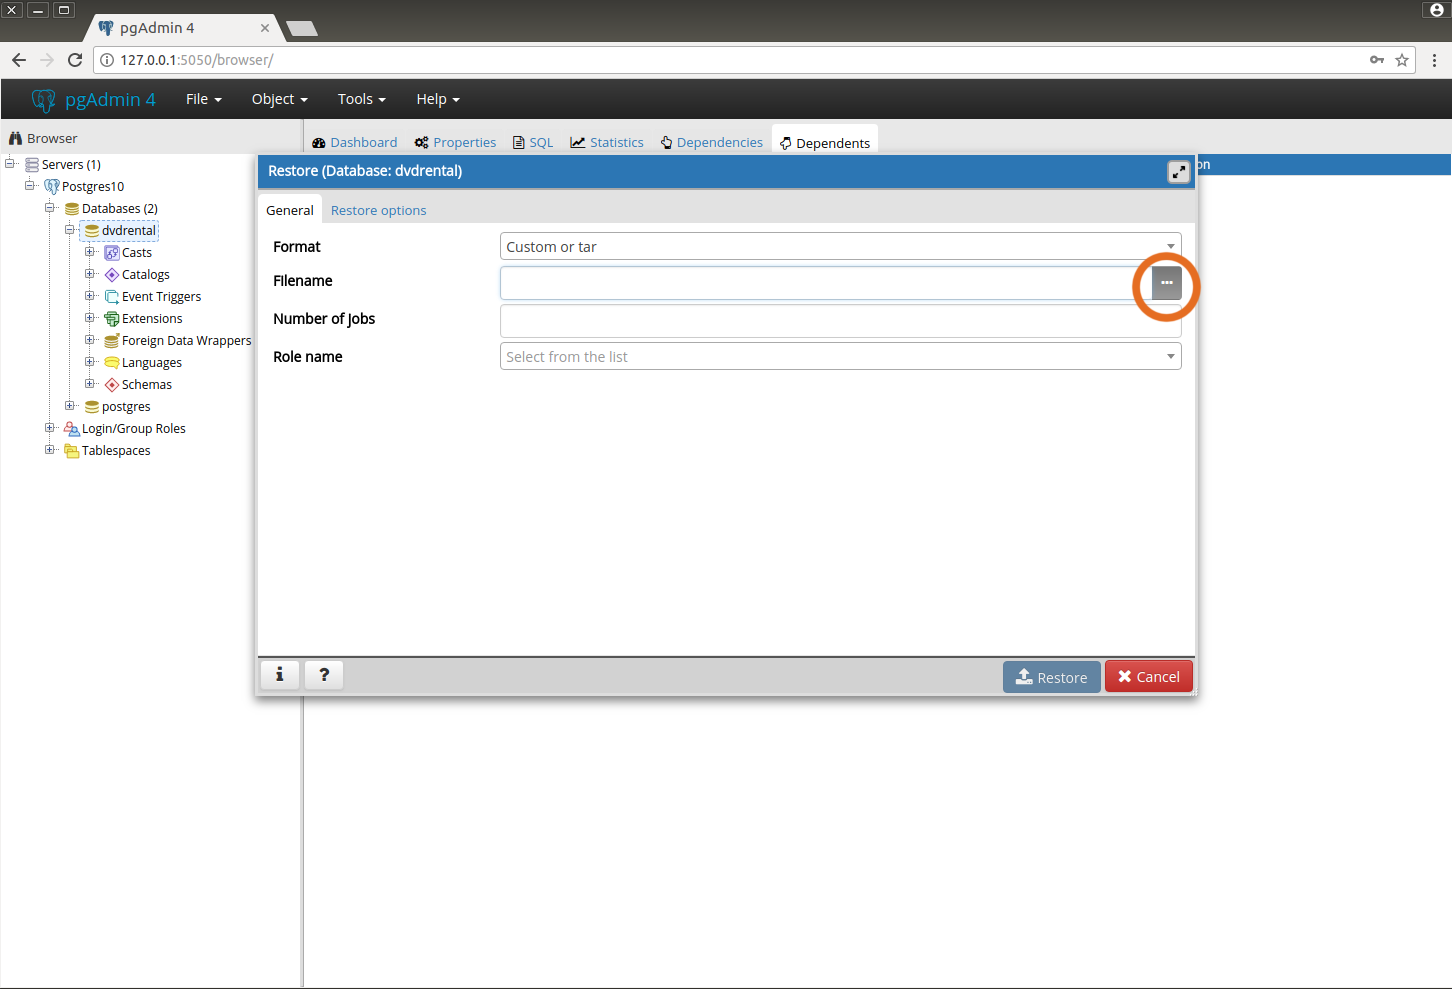 pgAdmin 4
127.0.0.1:5050/browser/
pgAdmin 4 File Object Tools Help
Browser
Dashboard Properties SQL Statistics Dependencies Dependents
Servers (1)
Postgres10
Databases (2)
dvdrental
Casts
Catalogs
Event Triggers
Extensions
Foreign Data Wrappers
Languages
Schemas
postgres
Login/Group Roles
Tablespaces
on
Restore (Database: dvdrental)
General Restore options
Format Custom or tar
Filename ...
Number of jobs
Role name Select from the list
i ? Restore Cancel